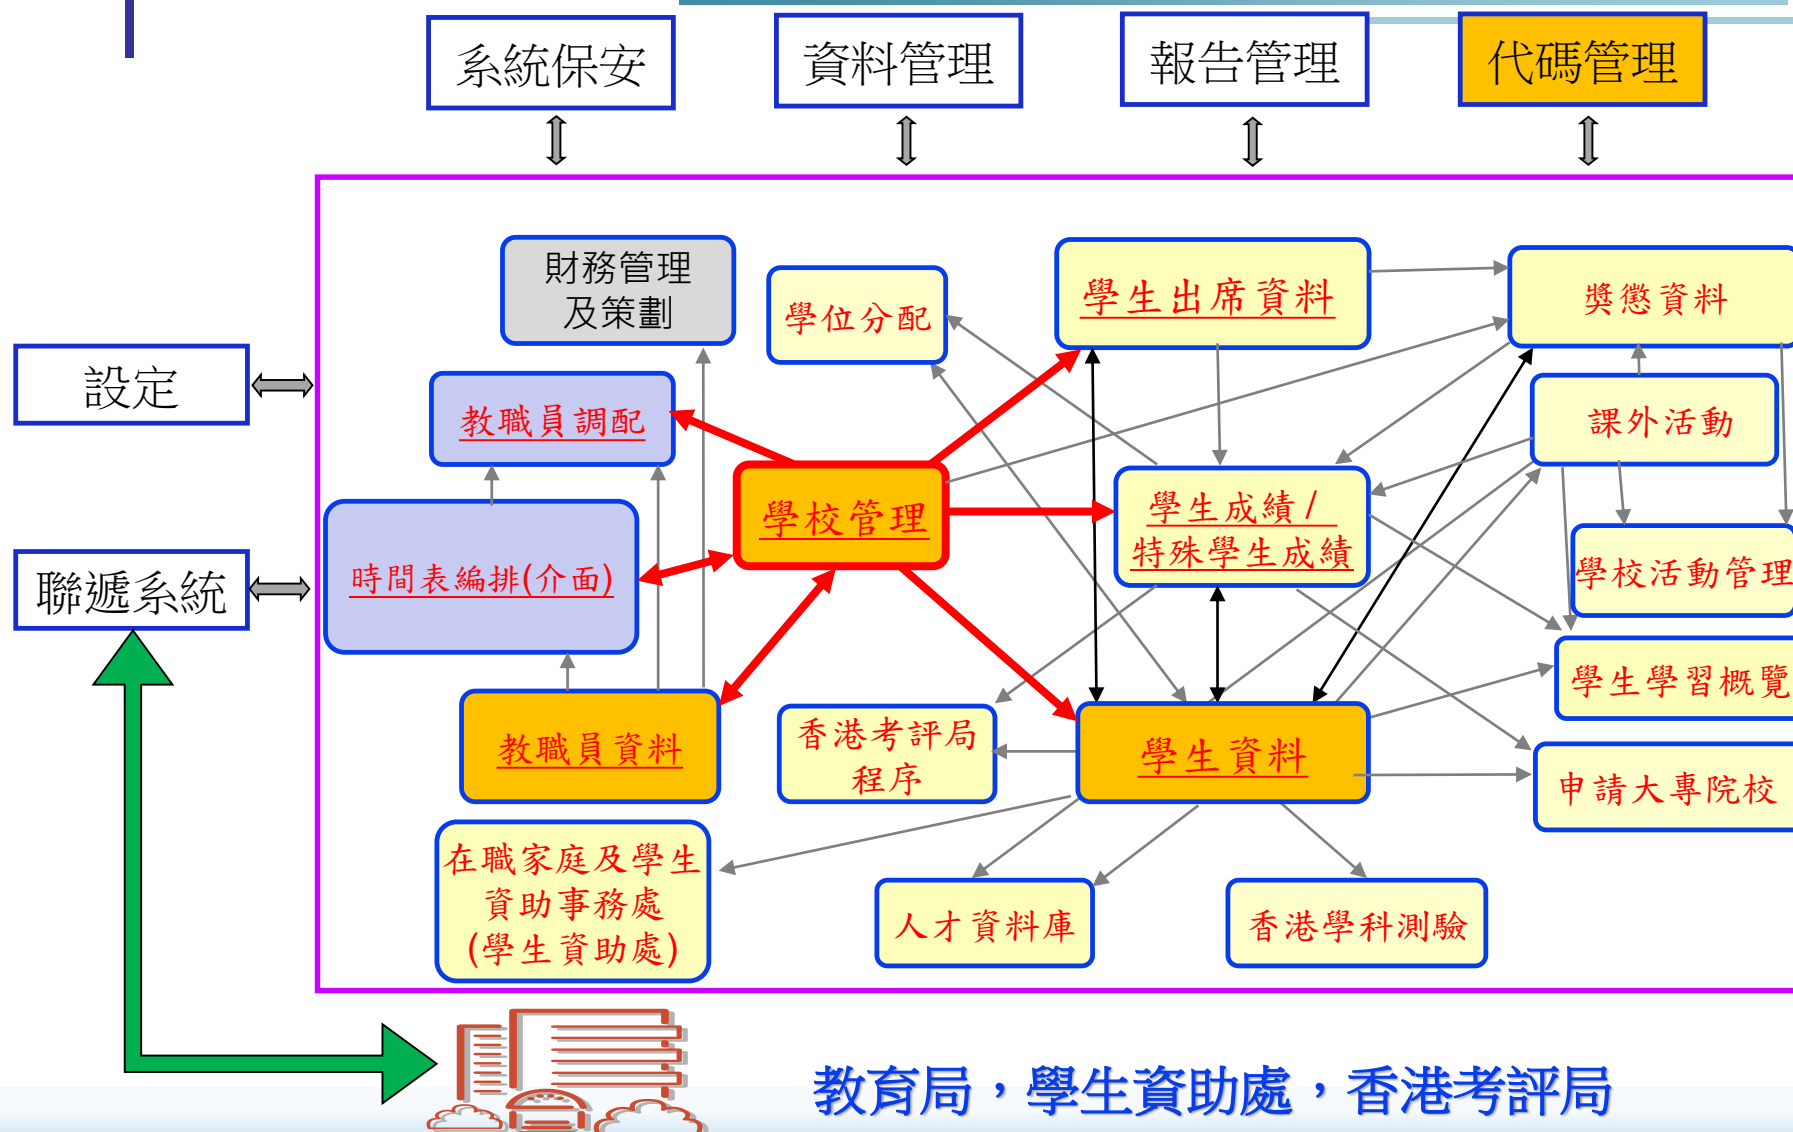 系統保安
資料管理
報告管理
代碼管理
財務管理
及策劃
學位分配
學生出席資料
獎懲資料
設定
教職員調配
課外活動
學校管理
學生成績 /
特殊學生成績
時間表編排(介面)
學校活動管理
聯遞系統
學生學習概覽
教職員資料
香港考評局
程序
學生資料
申請大專院校
在職家庭及學生
資助事務處
(學生資助處)
人才資料庫
香港學科測驗
教育局，學生資助處，香港考評局